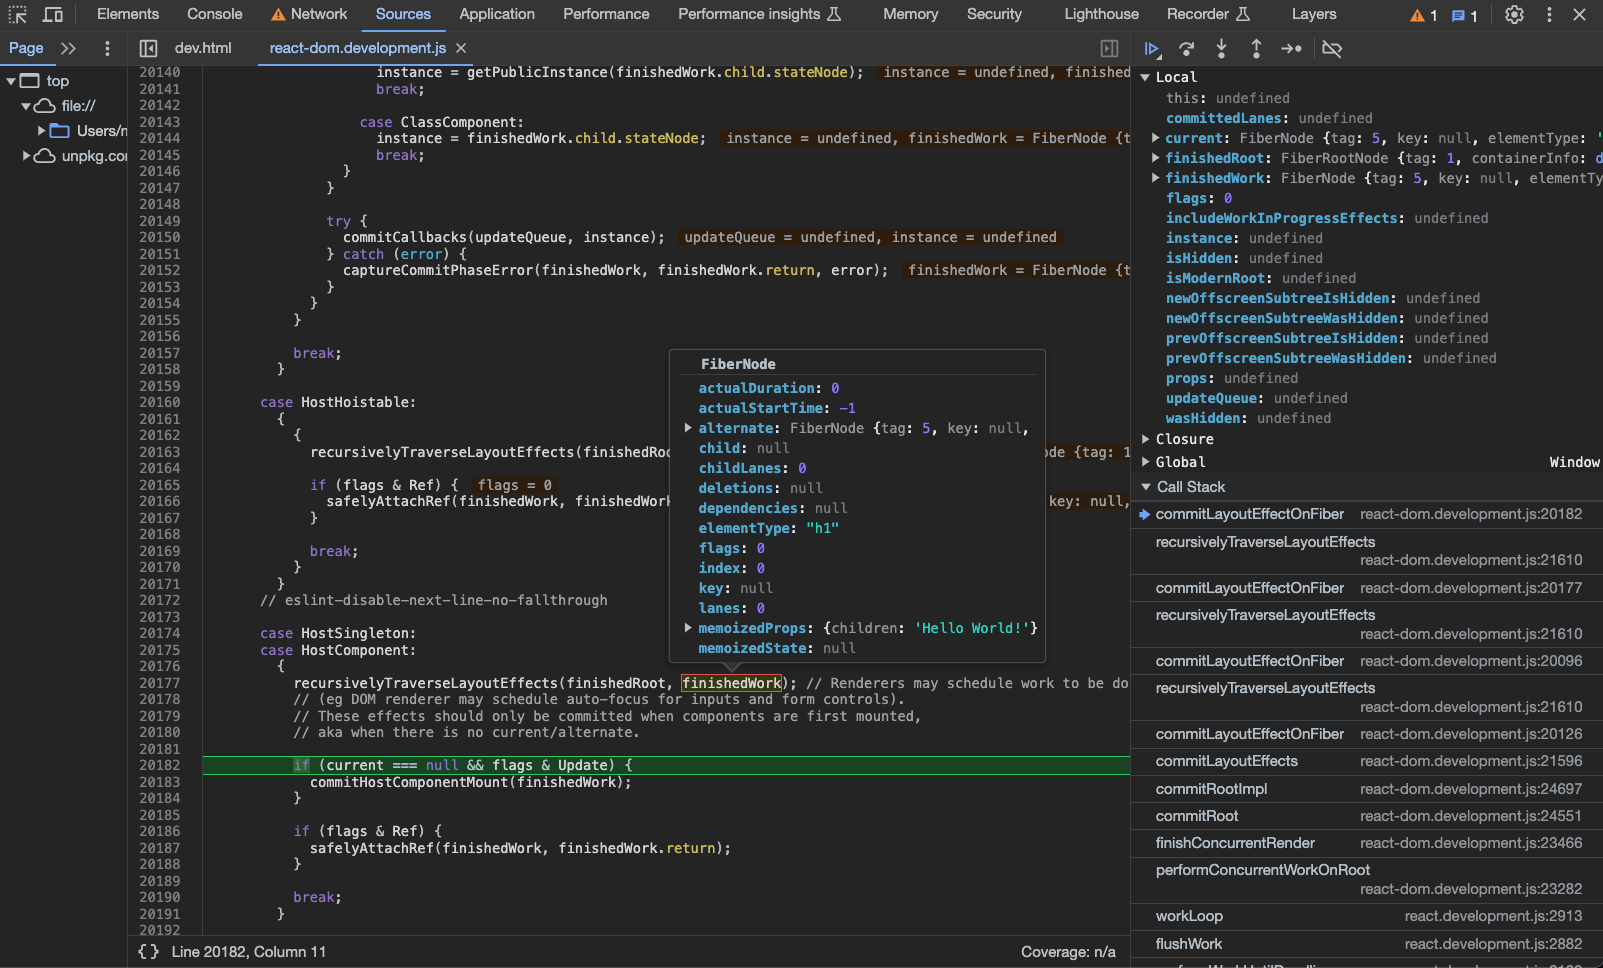 Elements Console Network Sources Application Performance Performance insights Memory Security Lighthouse Recorder Layers 1 1
Page dev.html react-dom.development.js
top
file://
Users/n
unpkg.cor
20140 instance = getPublicInstance(finishedWork.child.stateNode); instance = undefined, finished
20141 break;
20142
20143 case ClassComponent:
20144 instance = finishedWork.child.stateNode; instance = undefined, finishedWork = FiberNode {t
20145 break;
20146 }
20147 }
20148
20149 try {
20150 commitCallbacks(updateQueue, instance); updateQueue = undefined, instance = undefined
20151 } catch (error) {
20152 captureCommitPhaseError(finishedWork, finishedWork.return, error); finishedWork = FiberNode {t
20153 }
20154 }
20155 }
20156
20157 break;
20158 }
20159
20160 case HostHoistable:
20161 {
20162 {
20163 recursivelyTraverseLayoutEffects(finishedRoo ode {tag: 1
20164
20165 if (flags & Ref) { flags = 0
20166 safelyAttachRef(finishedWork, finishedWork key: null,
20167 }
20168
20169 break;
20170 }
20171 }
20172 // eslint-disable-next-line-no-fallthrough
20173
20174 case HostSingleton:
20175 case HostComponent:
20176 {
20177 recursivelyTraverseLayoutEffects(finishedRoot, finishedWork); // Renderers may schedule work to be do
20178 // (eg DOM renderer may schedule auto-focus for inputs and form controls).
20179 // These effects should only be committed when components are first mounted,
20180 // aka when there is no current/alternate.
20181
20182 if (current === null && flags & Update) {
20183 commitHostComponentMount(finishedWork);
20184 }
20185
20186 if (flags & Ref) {
20187 safelyAttachRef(finishedWork, finishedWork.return);
20188 }
20189
20190 break;
20191 }
20192
FiberNode
actualDuration: 0
actualStartTime: -1
alternate: FiberNode {tag: 5, key: null,
child: null
childLanes: 0
deletions: null
dependencies: null
elementType: "h1"
flags: 0
index: 0
key: null
lanes: 0
memoizedProps: {children: 'Hello World!'}
memoizedState: null
{} Line 20182, Column 11 Coverage: n/a
Local
this: undefined
committedLanes: undefined
current: FiberNode {tag: 5, key: null, elementType: '
finishedRoot: FiberRootNode {tag: 1, containerInfo: d
finishedWork: FiberNode {tag: 5, key: null, elementTy
flags: 0
includeWorkInProgressEffects: undefined
instance: undefined
isHidden: undefined
isModernRoot: undefined
newOffscreenSubtreeIsHidden: undefined
newOffscreenSubtreeWasHidden: undefined
prevOffscreenSubtreeIsHidden: undefined
prevOffscreenSubtreeWasHidden: undefined
props: undefined
updateQueue: undefined
wasHidden: undefined
Closure
Global Window
Call Stack
commitLayoutEffectOnFiber react-dom.development.js:20182
recursivelyTraverseLayoutEffects
react-dom.development.js:21610
commitLayoutEffectOnFiber react-dom.development.js:20177
recursivelyTraverseLayoutEffects
react-dom.development.js:21610
commitLayoutEffectOnFiber react-dom.development.js:20096
recursivelyTraverseLayoutEffects
react-dom.development.js:21610
commitLayoutEffectOnFiber react-dom.development.js:20126
commitLayoutEffects react-dom.development.js:21596
commitRootImpl react-dom.development.js:24697
commitRoot react-dom.development.js:24551
finishConcurrentRender react-dom.development.js:23466
performConcurrentWorkOnRoot
react-dom.development.js:23282
workLoop react.development.js:2913
flushWork react.development.js:2882